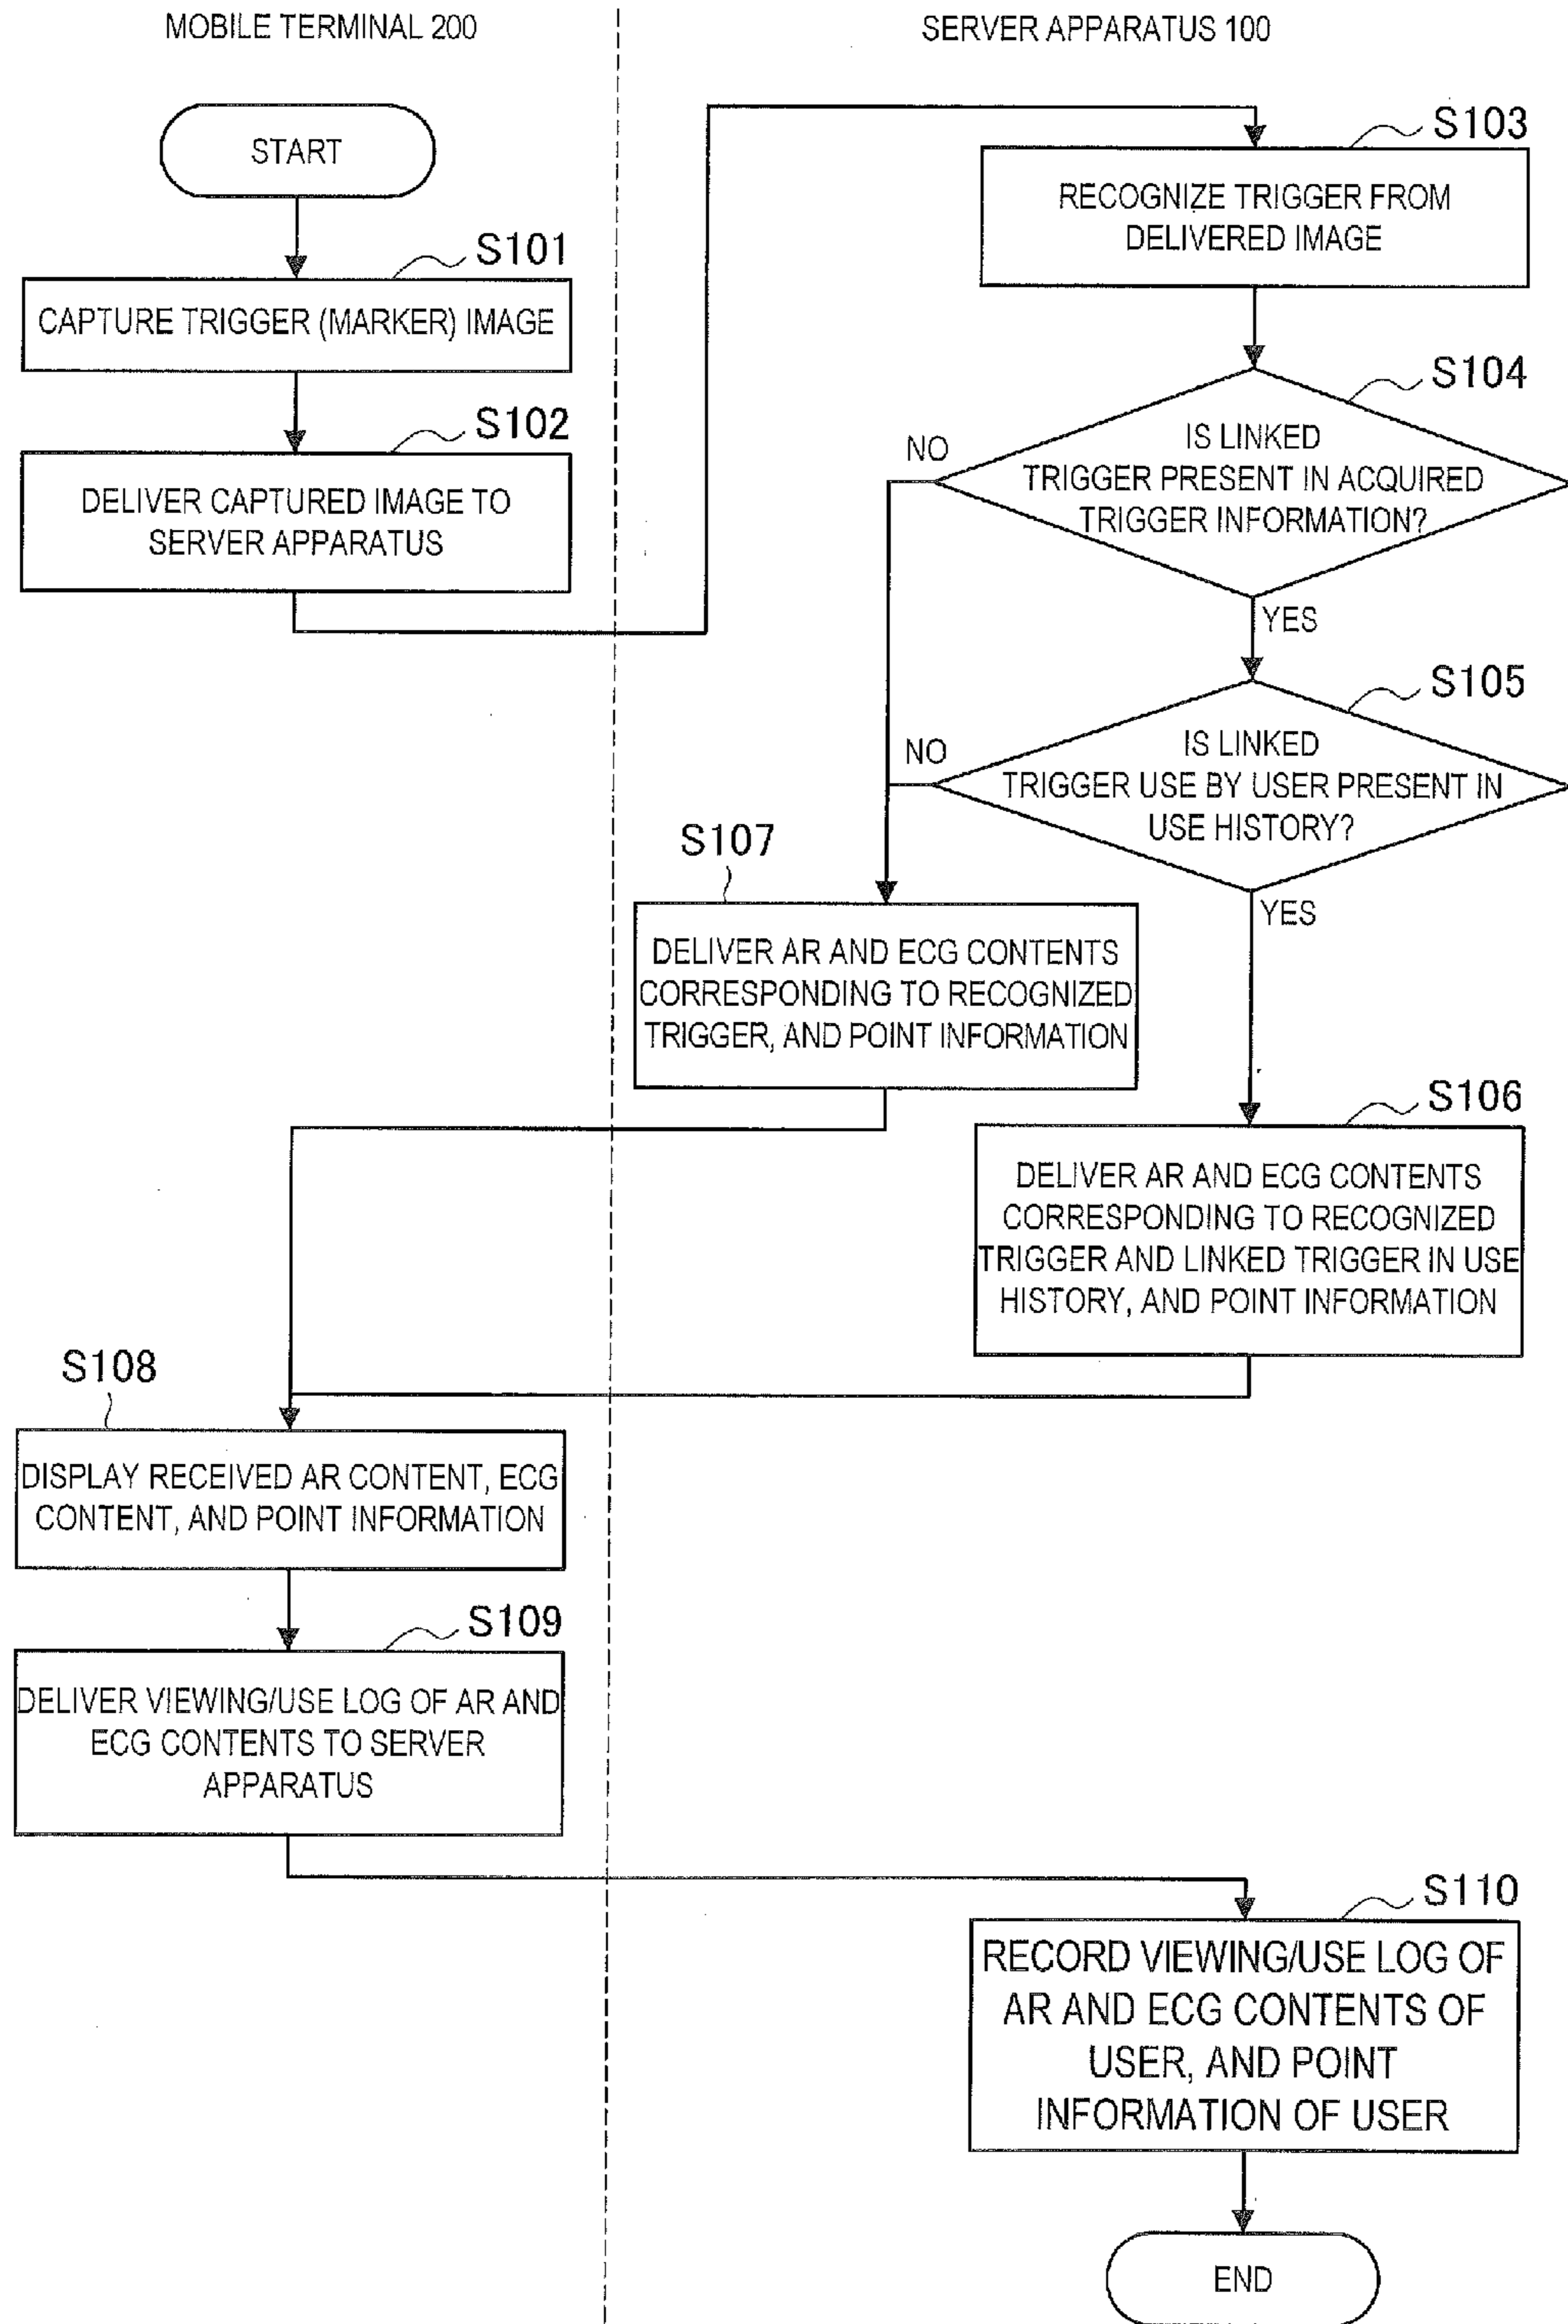 MOBILE TERMINAL 200
SERVER APPARATUS 100
START
S101
CAPTURE TRIGGER (MARKER) IMAGE
S102
DELIVER CAPTURED IMAGE TO
SERVER APPARATUS
S103
RECOGNIZE TRIGGER FROM
DELIVERED IMAGE
S104
IS LINKED
TRIGGER PRESENT IN ACQUIRED
TRIGGER INFORMATION?
NO
YES
S105
IS LINKED
TRIGGER USE BY USER PRESENT IN
USE HISTORY?
NO
YES
S107
DELIVER AR AND ECG CONTENTS
CORRESPONDING TO RECOGNIZED
TRIGGER, AND POINT INFORMATION
S106
DELIVER AR AND ECG CONTENTS
CORRESPONDING TO RECOGNIZED
TRIGGER AND LINKED TRIGGER IN USE
HISTORY, AND POINT INFORMATION
S108
DISPLAY RECEIVED AR CONTENT, ECG
CONTENT, AND POINT INFORMATION
S109
DELIVER VIEWING/USE LOG OF AR AND
ECG CONTENTS TO SERVER
APPARATUS
S110
RECORD VIEWING/USE LOG OF
AR AND ECG CONTENTS OF
USER, AND POINT
INFORMATION OF USER
END